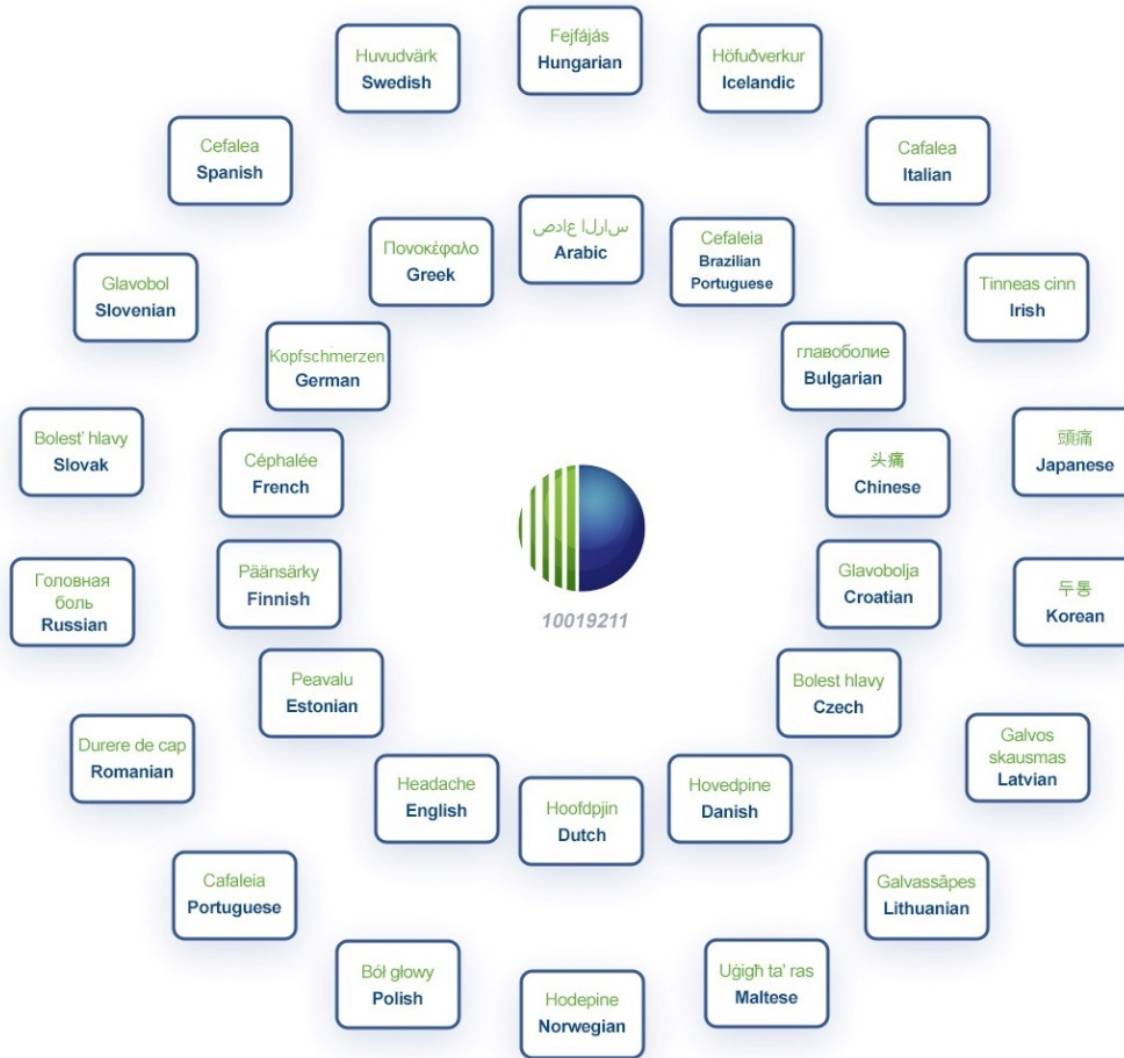 Fejfájás
Hungarian
Huvudvärk
Swedish
Höfuðverkur
Icelandic
Cefalea
Spanish
Cafalea
Italian
صداع الراس
Arabic
Πονοκέφαλο
Greek
Cefaleia
Brazilian
Portuguese
Glavobol
Slovenian
Tinneas cinn
Irish
Kopfschmerzen
German
главоболие
Bulgarian
Bolesť hlavy
Slovak
Céphalée
French
头痛
Chinese
頭痛
Japanese
Головная
боль
Russian
Päänsärky
Finnish
10019211
Glavobolja
Croatian
두통
Korean
Peavalu
Estonian
Bolest hlavy
Czech
Durere de cap
Romanian
Galvos
skausmas
Latvian
Headache
English
Hoofdpjin
Dutch
Hovedpine
Danish
Cafaleia
Portuguese
Galvassāpes
Lithuanian
Ból głowy
Polish
Hodepine
Norwegian
Uġigħ ta' ras
Maltese